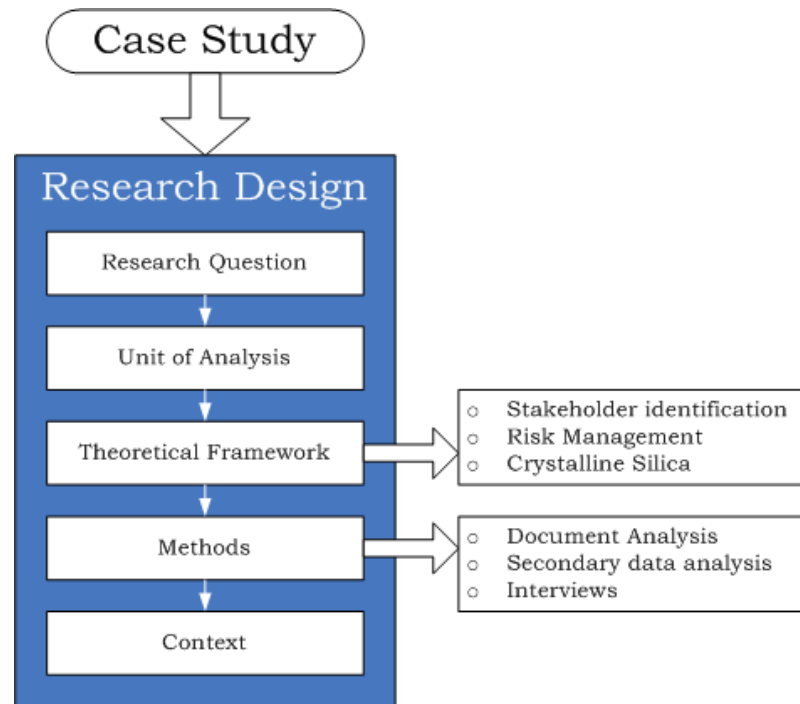 Case Study
Research Design
Research Question
Unit of Analysis
Theoretical Framework
○ Stakeholder identification
○ Risk Management
○ Crystalline Silica
Methods
○ Document Analysis
○ Secondary data analysis
○ Interviews
Context